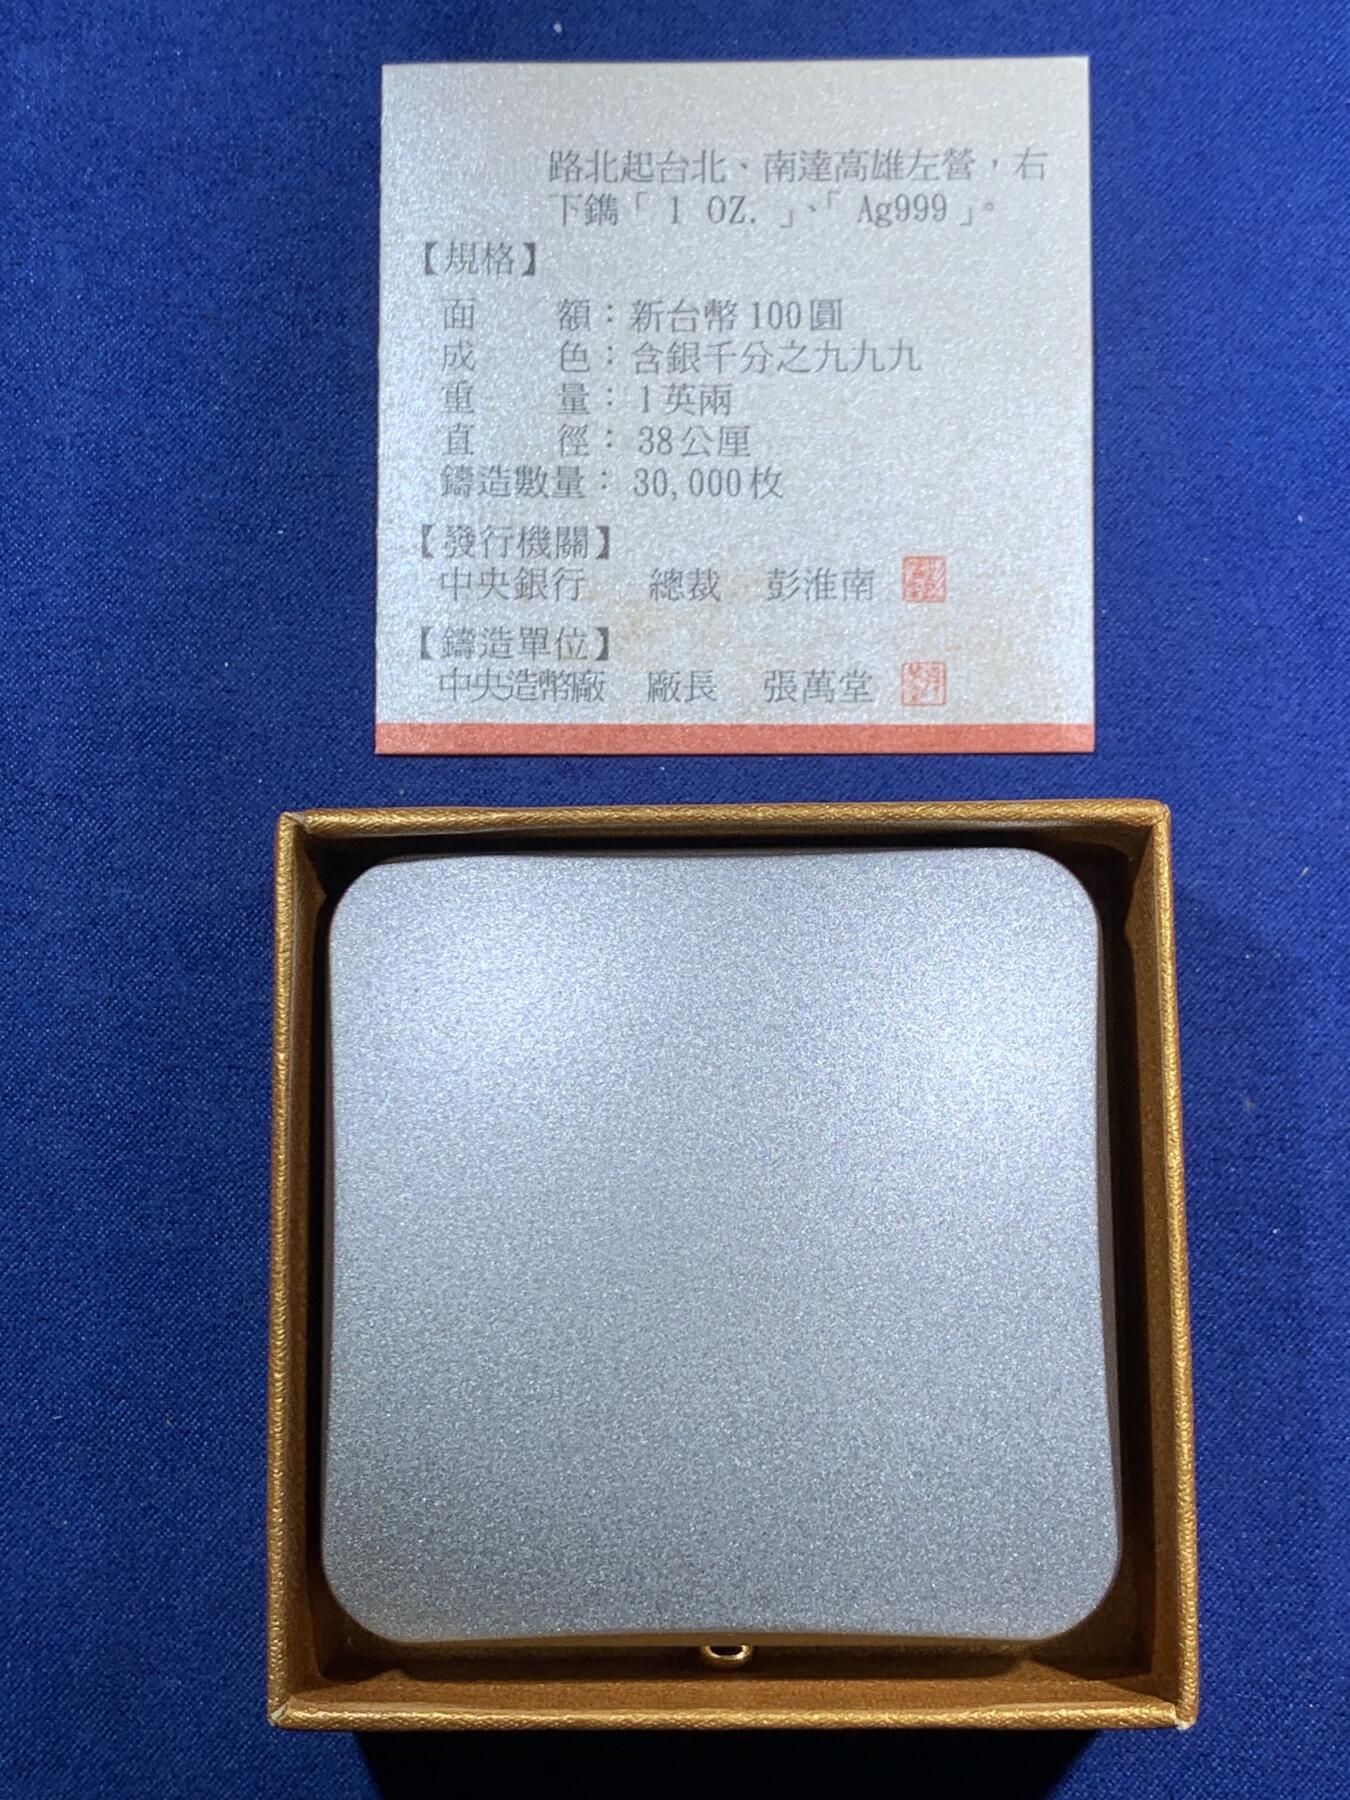 路北起台北、南達高雄左營，右
下鐫「 1 OZ. 」、「 Ag999 」。
【規格】
面　　額：新台幣100圓
成　　色：含銀千分之九九九
重　　量：1英兩
直　　徑：38公厘
鑄造數量：30,000枚
【發行機關】
中央銀行　總裁　彭淮南
【鑄造單位】
中央造幣廠　廠長　張萬堂